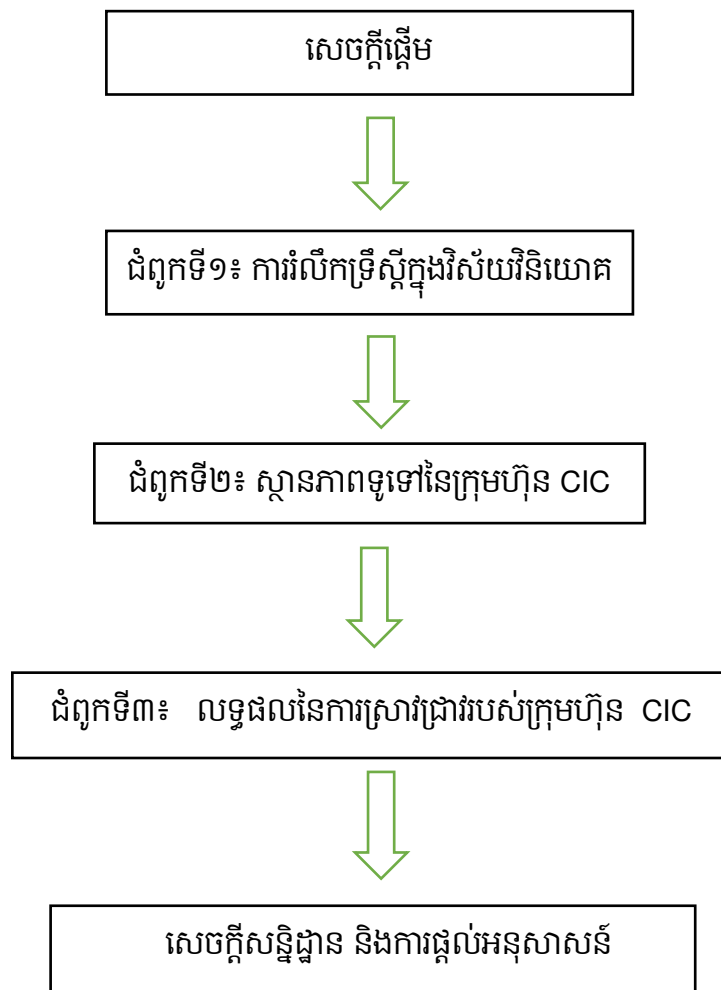 សេចក្តីផ្តើម
ជំពូកទី១៖ ការរំលឹកទ្រឹស្តីក្នុងវិស័យវិនិយោគ
ជំពូកទី២៖ ស្ថានភាពទូទៅនៃក្រុមហ៊ុន CIC
ជំពូកទី៣៖ លទ្ធផលនៃការស្រាវជ្រាវរបស់ក្រុមហ៊ុន CIC
សេចក្តីសន្និដ្ឋាន និងការផ្តល់អនុសាសន៍